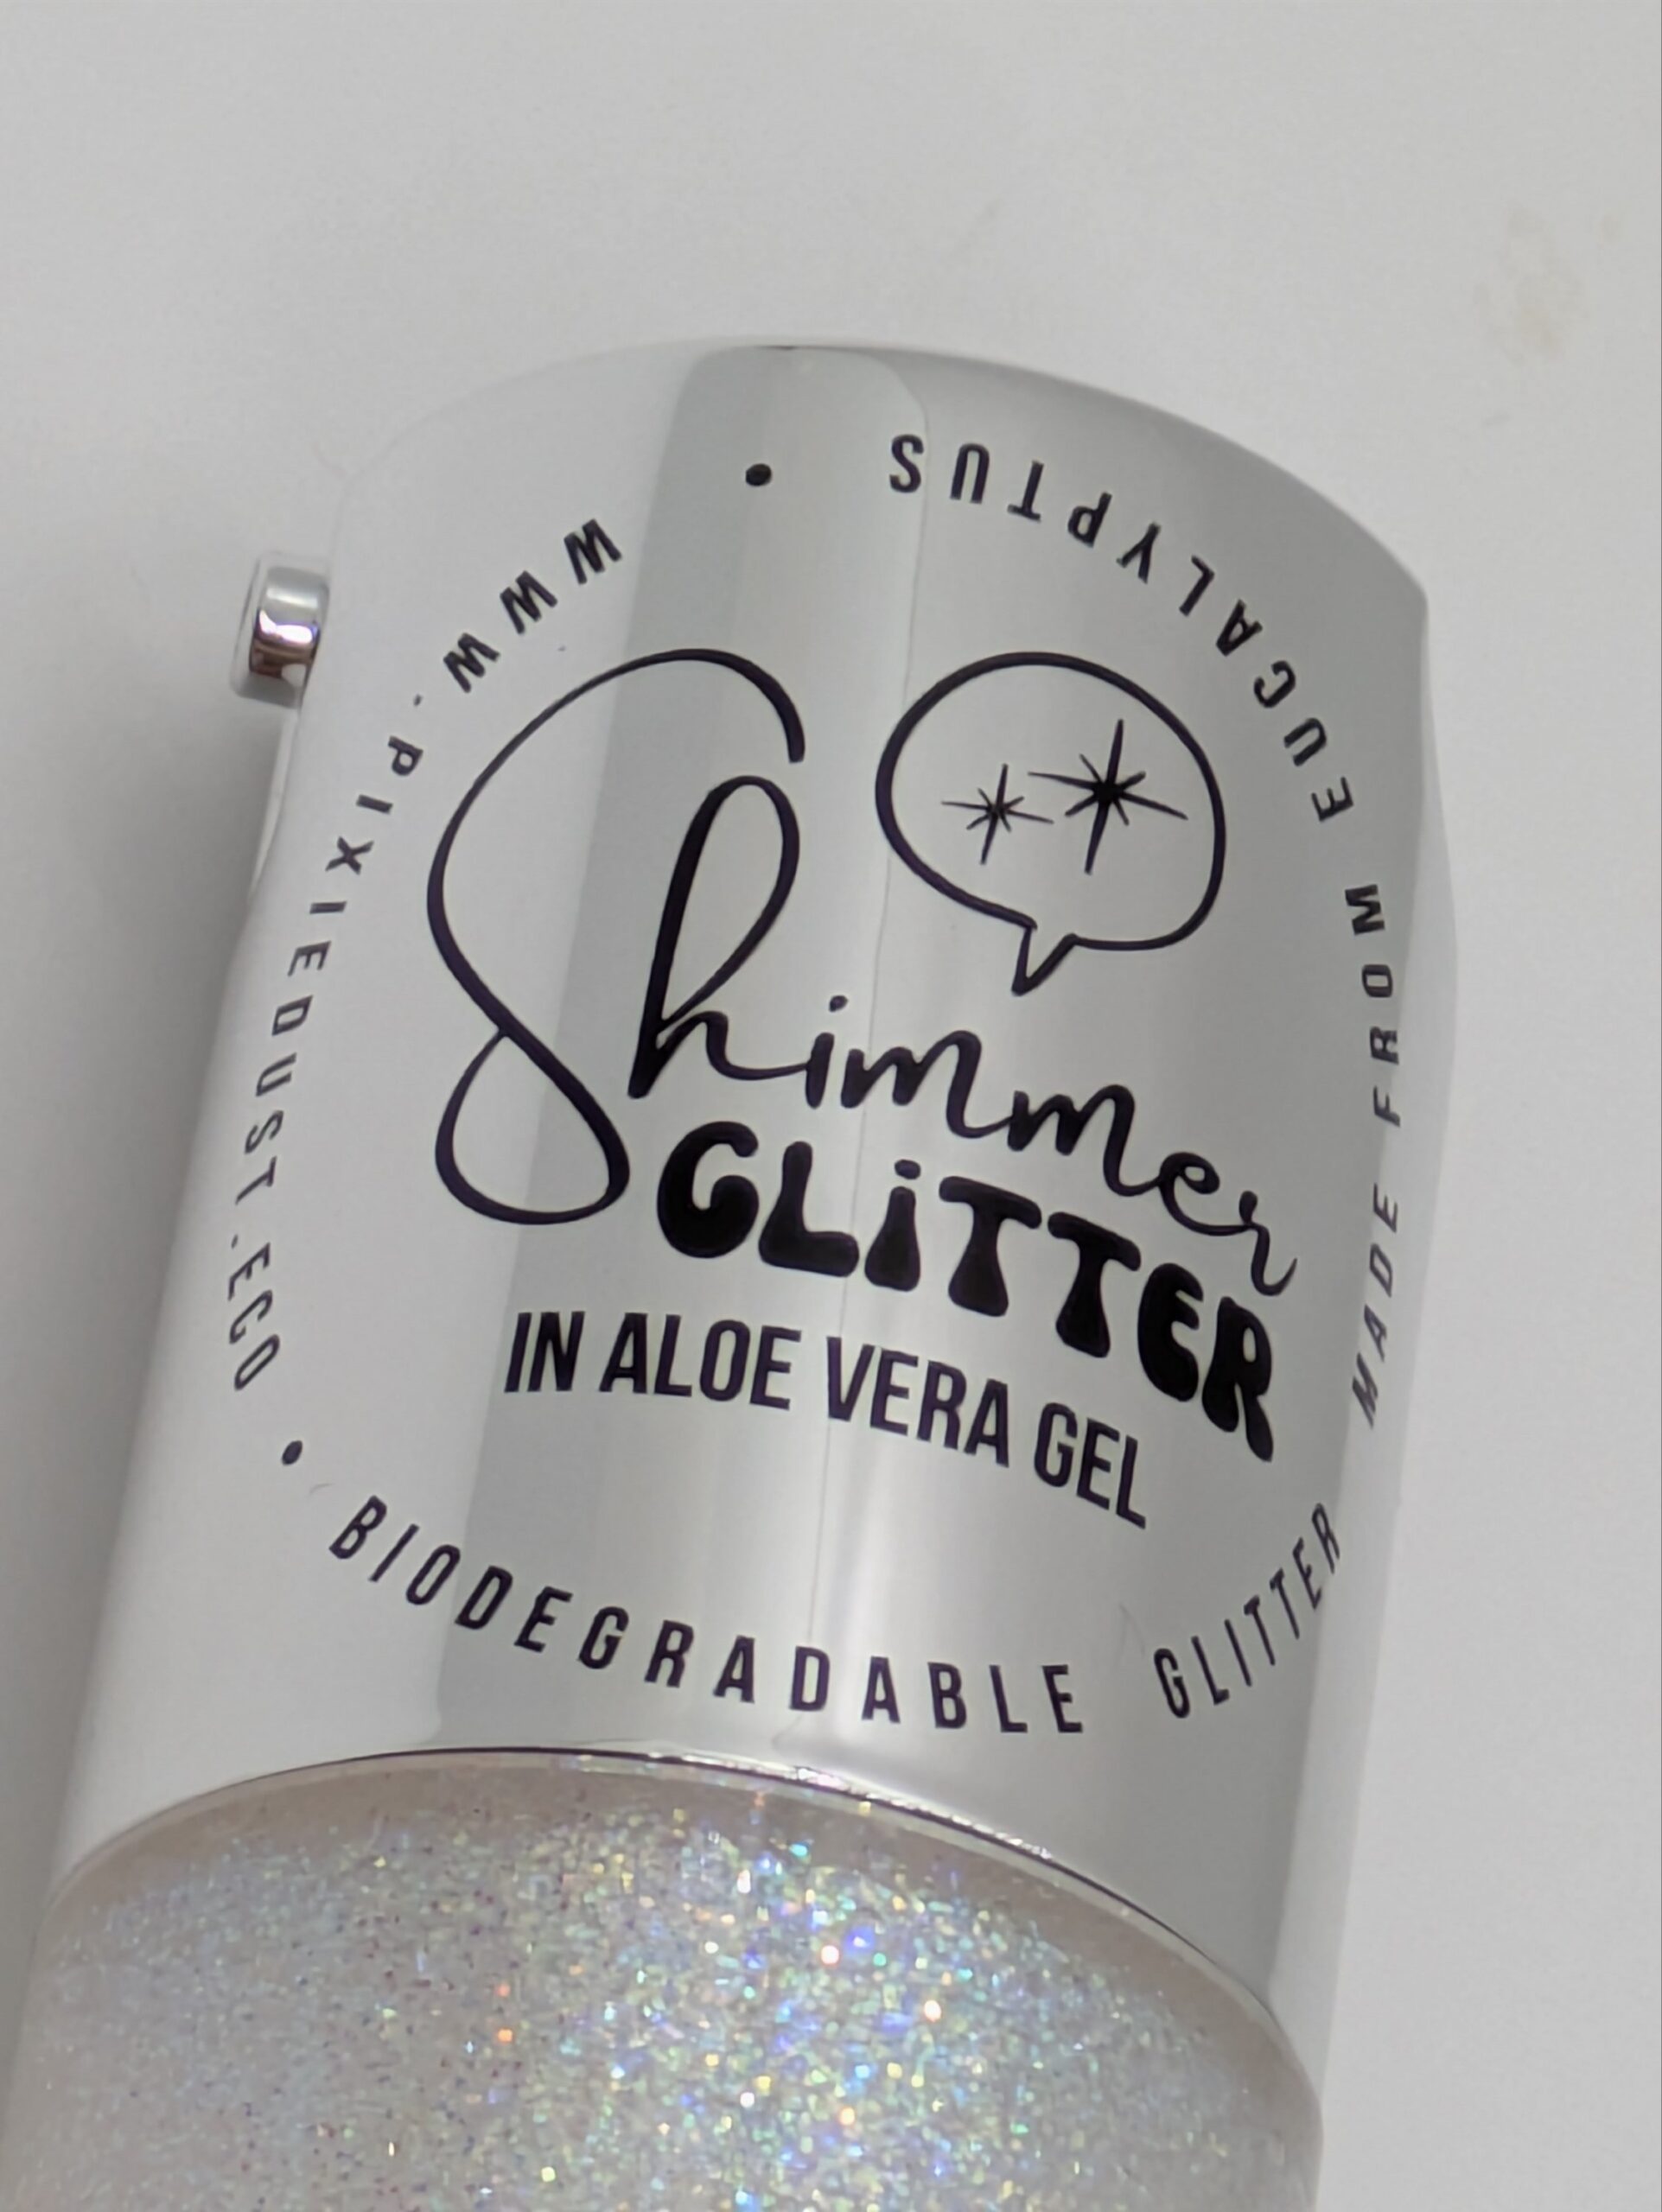 Shimmer
GLiTTER
IN ALOE VERA GEL
• BIODEGRADABLE GLITTER MADE FROM EUCALYPTUS • WWW.PIXIEDUST.ECO